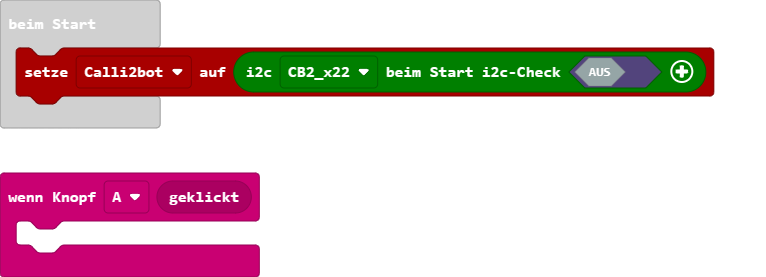 beim Start
setze Calli2bot auf i2c CB2_x22 beim Start i2c-Check AUS
wenn Knopf A geklickt